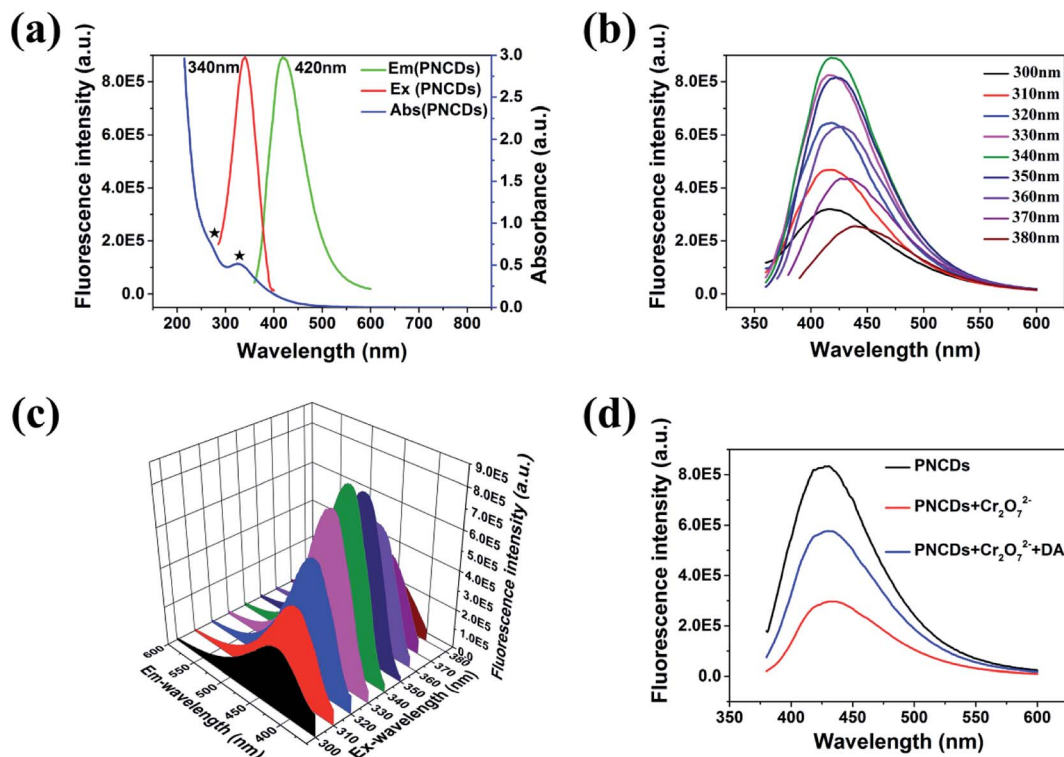 (a)
Fluorescence intensity (a.u.)
8.0E5
6.0E5
4.0E5
2.0E5
0.0
340nm
420nm
Em(PNCDs)
Ex (PNCDs)
Abs(PNCDs)
3.0
2.5
2.0
1.5
1.0
0.5
0.0
Absorbance (a.u.)
★
★
200 300 400 500 600 700 800
Wavelength (nm)
(b)
Fluorescence intensity (a.u.)
8.0E5
6.0E5
4.0E5
2.0E5
0.0
300nm
310nm
320nm
330nm
340nm
350nm
360nm
370nm
380nm
350 400 450 500 550 600
Wavelength (nm)
(c)
9.0E5
8.0E5
7.0E5
6.0E5
5.0E5
4.0E5
3.0E5
2.0E5
1.0E5
0.0
Fluorescence intensity (a.u.)
600
550
500
450
400
Em-wavelength (nm)
300
310
320
330
340
350
360
370
380
Ex-wavelength (nm)
(d)
Fluorescence intensity (a.u.)
8.0E5
6.0E5
4.0E5
2.0E5
0.0
PNCDs
PNCDs+Cr₂O₇²⁻
PNCDs+Cr₂O₇²⁻+DA
400 450 500 550 600
Wavelength (nm)